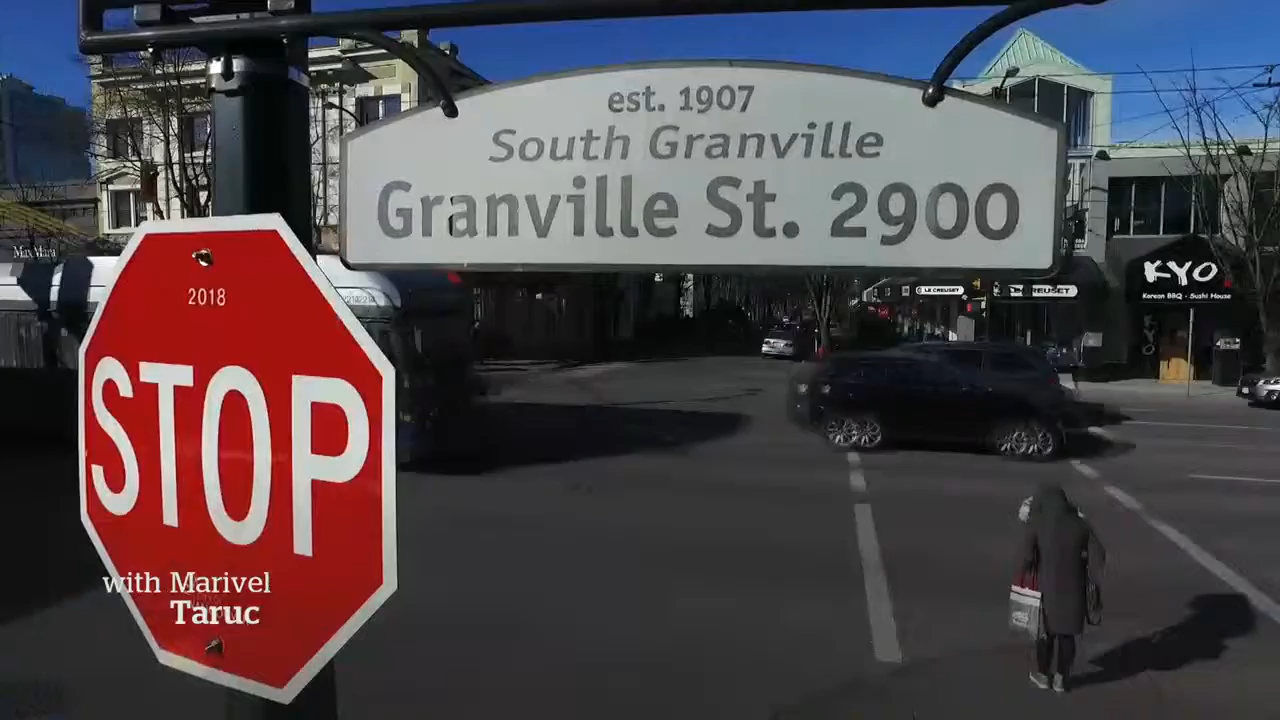 est. 1907
South Granville
Granville St. 2900
MaxMara
2018
STOP
with Marivel
Taruc
LE CREUSET
LE CREUSET
KYO
Korean BBQ - Sushi House